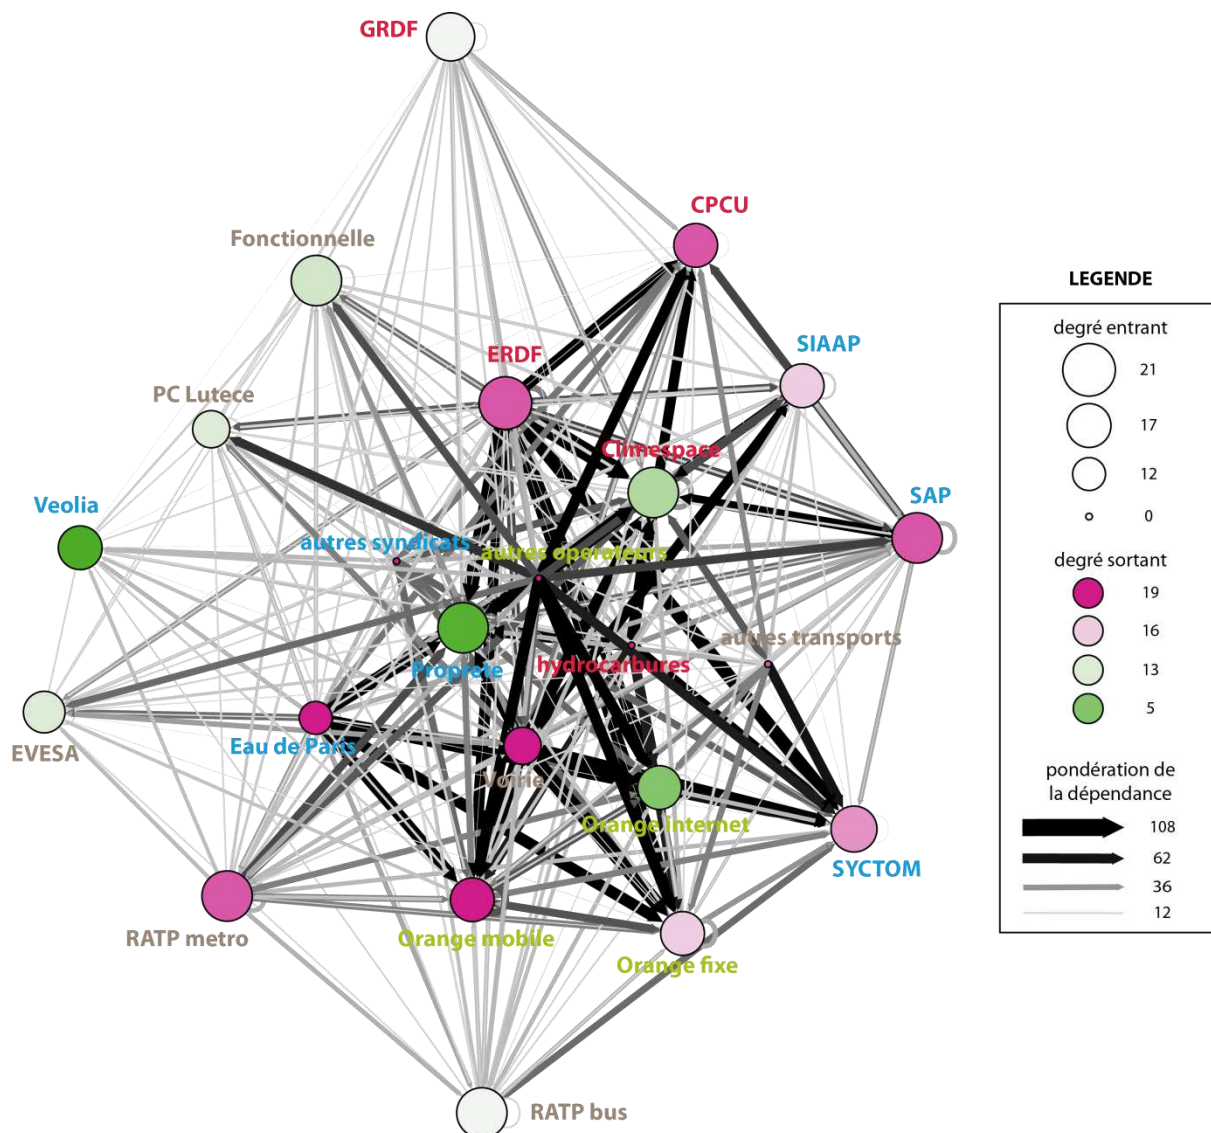 GRDF
CPCU
Fonctionnelle
LEGENDE
degré entrant
21
SIAAP
ERDF
PC Lutece
17
Climespace
12
Veolia
SAP
0
autres syndicats
autres operateurs
degré sortant
19
16
autres transports
hydrocarbures
Proprete
13
5
EVESA
Eau de Paris
Voirie
pondération de
la dépendance
Orange internet
108
62
SYCTOM
36
12
RATP metro
Orange mobile
Orange fixe
RATP bus